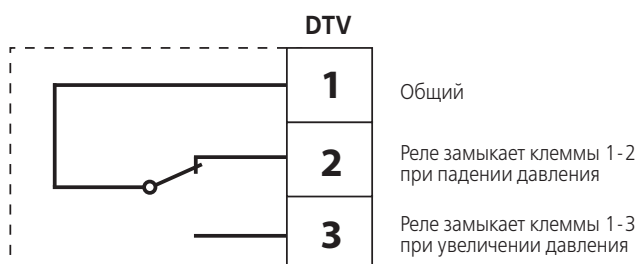 DTV
1
Общий
2
Реле замыкает клеммы 1-2
при падении давления
3
Реле замыкает клеммы 1-3
при увеличении давления